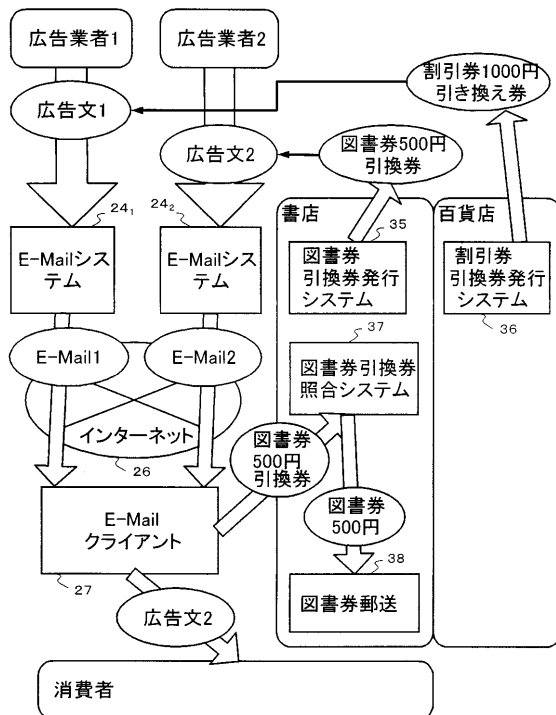 広告業者1
広告業者2
広告文1
割引券1000円
引き換え券
広告文2
図書券500円
引換券
24₁
24₂
書店
百貨店
35
E-Mailシス
テム
E-Mailシス
テム
図書券
引換券発行
システム
割引券
引換券発行
システム
37
36
E-Mail1
E-Mail2
図書券引換券
照合システム
インターネット
26
図書券
500円
引換券
E-Mail
クライアント
図書券
500円
27
38
広告文2
図書券郵送
消費者